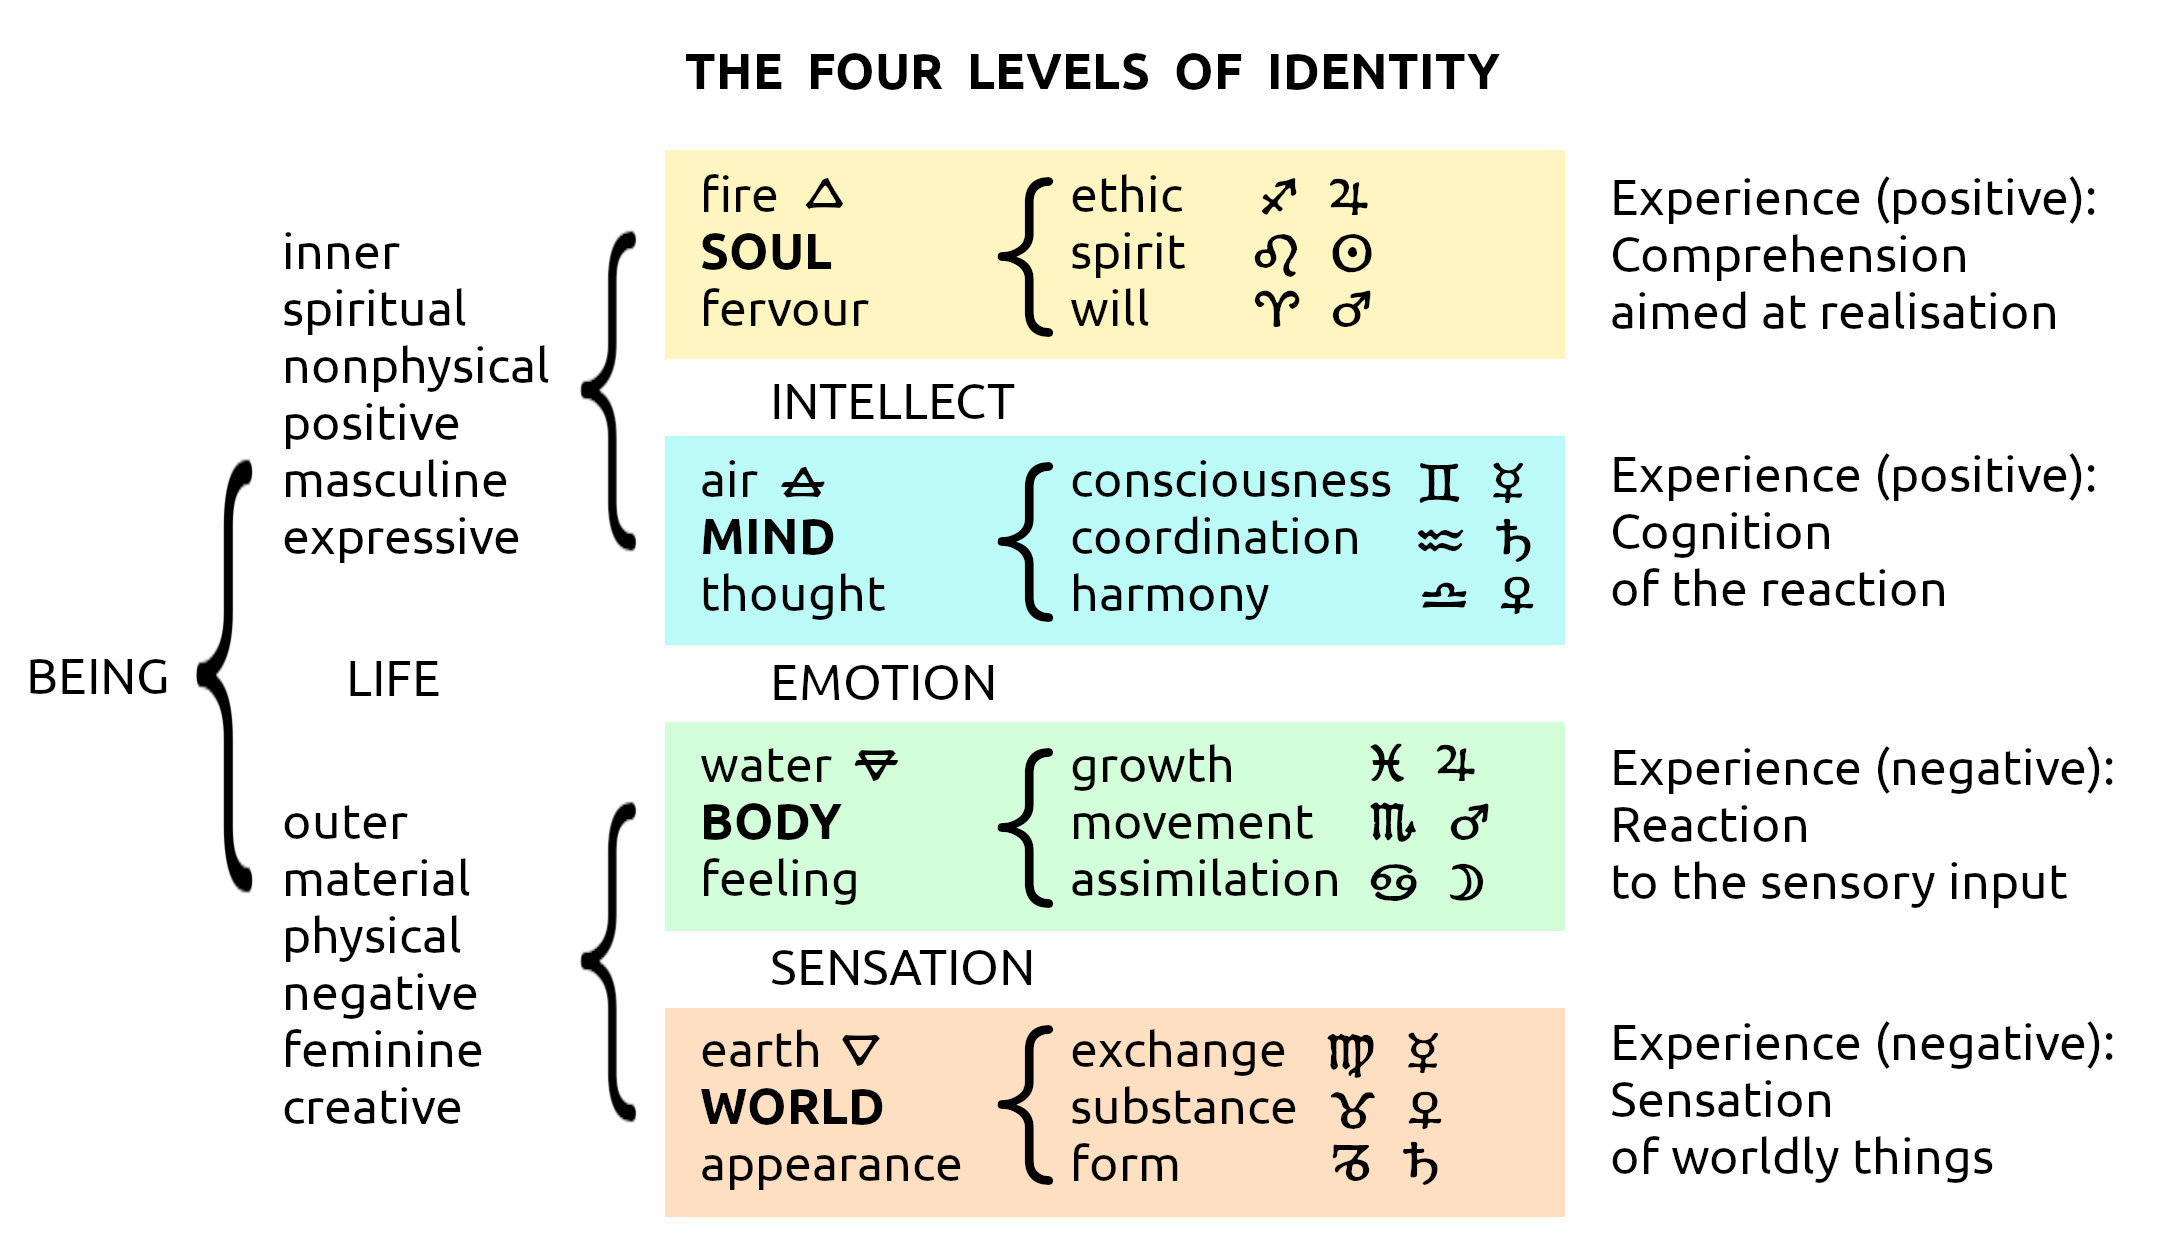 THE FOUR LEVELS OF IDENTITY
BEING
inner
spiritual
nonphysical
positive
masculine
expressive
LIFE
outer
material
physical
negative
feminine
creative
fire 🜂
SOUL
fervour
ethic ♐ ♃
spirit ♌ ☉
will ♈ ♂
Experience (positive):
Comprehension
aimed at realisation
INTELLECT
air 🜁
MIND
thought
consciousness ♊ ☿
coordination ♒ ♄
harmony ♎ ♀
Experience (positive):
Cognition
of the reaction
EMOTION
water 🜄
BODY
feeling
growth ♓ ♃
movement ♏ ♂
assimilation ♋ ☽
Experience (negative):
Reaction
to the sensory input
SENSATION
earth ▽
WORLD
appearance
exchange ♍ ☿
substance ♉ ♀
form ♑ ♄
Experience (negative):
Sensation
of worldly things